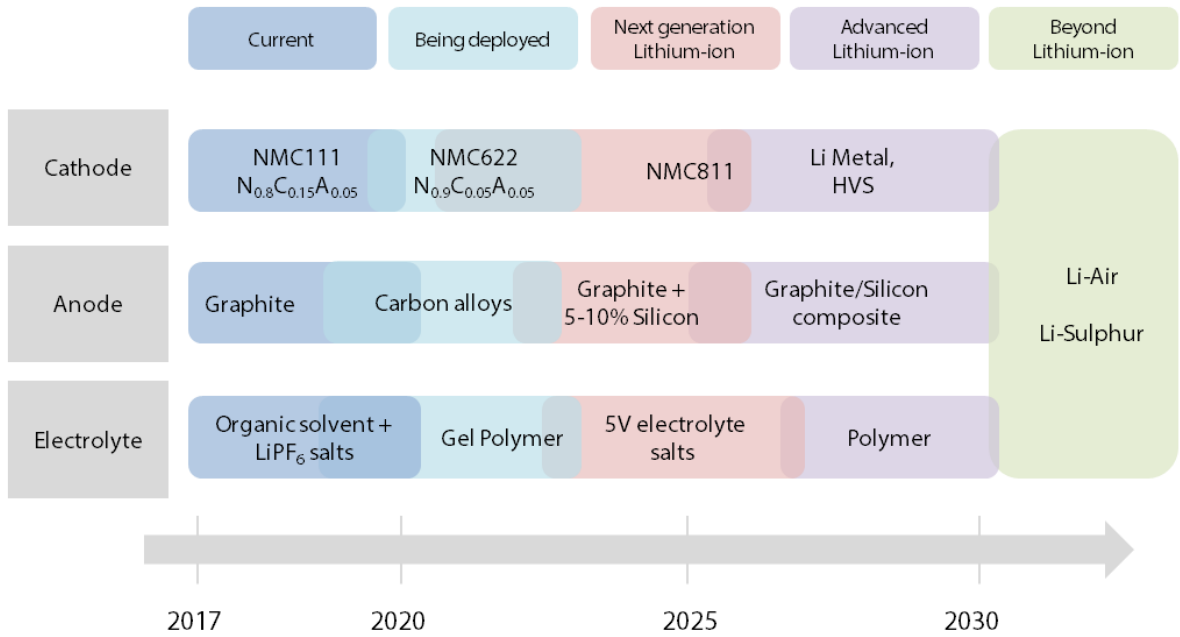 Current
Being deployed
Next generation
Lithium-ion
Advanced
Lithium-ion
Beyond
Lithium-ion
Cathode
NMC111
N₀.₈C₀.₁₅A₀.₀₅
NMC622
N₀.₉C₀.₀₅A₀.₀₅
NMC811
Li Metal,
HVS
Anode
Graphite
Carbon alloys
Graphite +
5-10% Silicon
Graphite/Silicon
composite
Li-Air
Li-Sulphur
Electrolyte
Organic solvent +
LiPF₆ salts
Gel Polymer
5V electrolyte
salts
Polymer
2017
2020
2025
2030